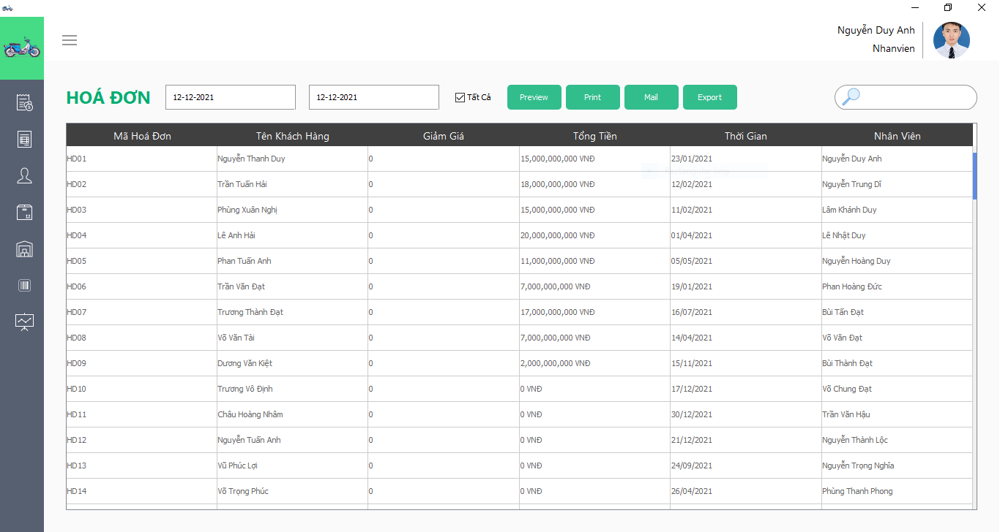 Nguyễn Duy Anh
Nhanvien
HOÁ ĐƠN 12-12-2021 12-12-2021 Tất Cả Preview Print Mail Export
Mã Hoá Đơn Tên Khách Hàng Giảm Giá Tổng Tiền Thời Gian Nhân Viên
HD01 Nguyễn Thanh Duy 0 15,000,000,000 VNĐ 23/01/2021 Nguyễn Duy Anh
HD02 Trần Tuấn Hải 0 18,000,000,000 VNĐ 12/02/2021 Nguyễn Trung Dĩ
HD03 Phùng Xuân Nghị 0 15,000,000,000 VNĐ 11/02/2021 Lâm Khánh Duy
HD04 Lê Anh Hải 0 20,000,000,000 VNĐ 01/04/2021 Lê Nhật Duy
HD05 Phan Tuấn Anh 0 11,000,000,000 VNĐ 05/05/2021 Nguyễn Hoàng Duy
HD06 Trần Văn Đạt 0 7,000,000,000 VNĐ 19/01/2021 Phan Hoàng Đức
HD07 Trương Thành Đạt 0 17,000,000,000 VNĐ 16/07/2021 Bùi Tấn Đạt
HD08 Võ Văn Tài 0 7,000,000,000 VNĐ 14/04/2021 Võ Văn Đạt
HD09 Dương Văn Kiệt 0 2,000,000,000 VNĐ 15/11/2021 Bùi Thành Đạt
HD10 Trương Vô Định 0 0 VNĐ 17/12/2021 Võ Chung Đạt
HD11 Châu Hoàng Nhâm 0 0 VNĐ 30/12/2021 Trần Văn Hậu
HD12 Nguyễn Tuấn Anh 0 0 VNĐ 21/12/2021 Nguyễn Thành Lộc
HD13 Vũ Phúc Lợi 0 0 VNĐ 24/09/2021 Nguyễn Trọng Nghĩa
HD14 Võ Trọng Phúc 0 0 VNĐ 26/04/2021 Phùng Thanh Phong